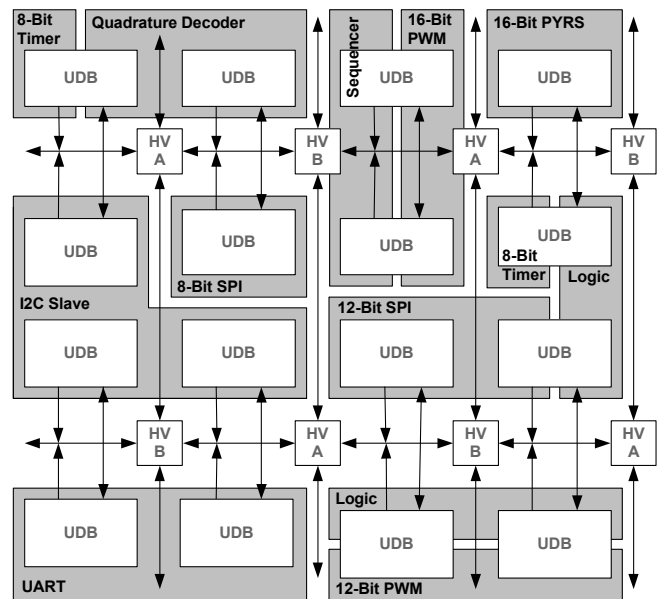 8-Bit
Timer
Quadrature Decoder
Sequencer
16-Bit
PWM
16-Bit PYRS
UDB
UDB
UDB
UDB
UDB
HV
A
HV
B
HV
A
HV
B
UDB
UDB
UDB
UDB
8-Bit
Timer
Logic
8-Bit SPI
I2C Slave
12-Bit SPI
UDB
UDB
UDB
UDB
HV
B
HV
A
HV
B
HV
A
Logic
UDB
UDB
UDB
UDB
UART
12-Bit PWM